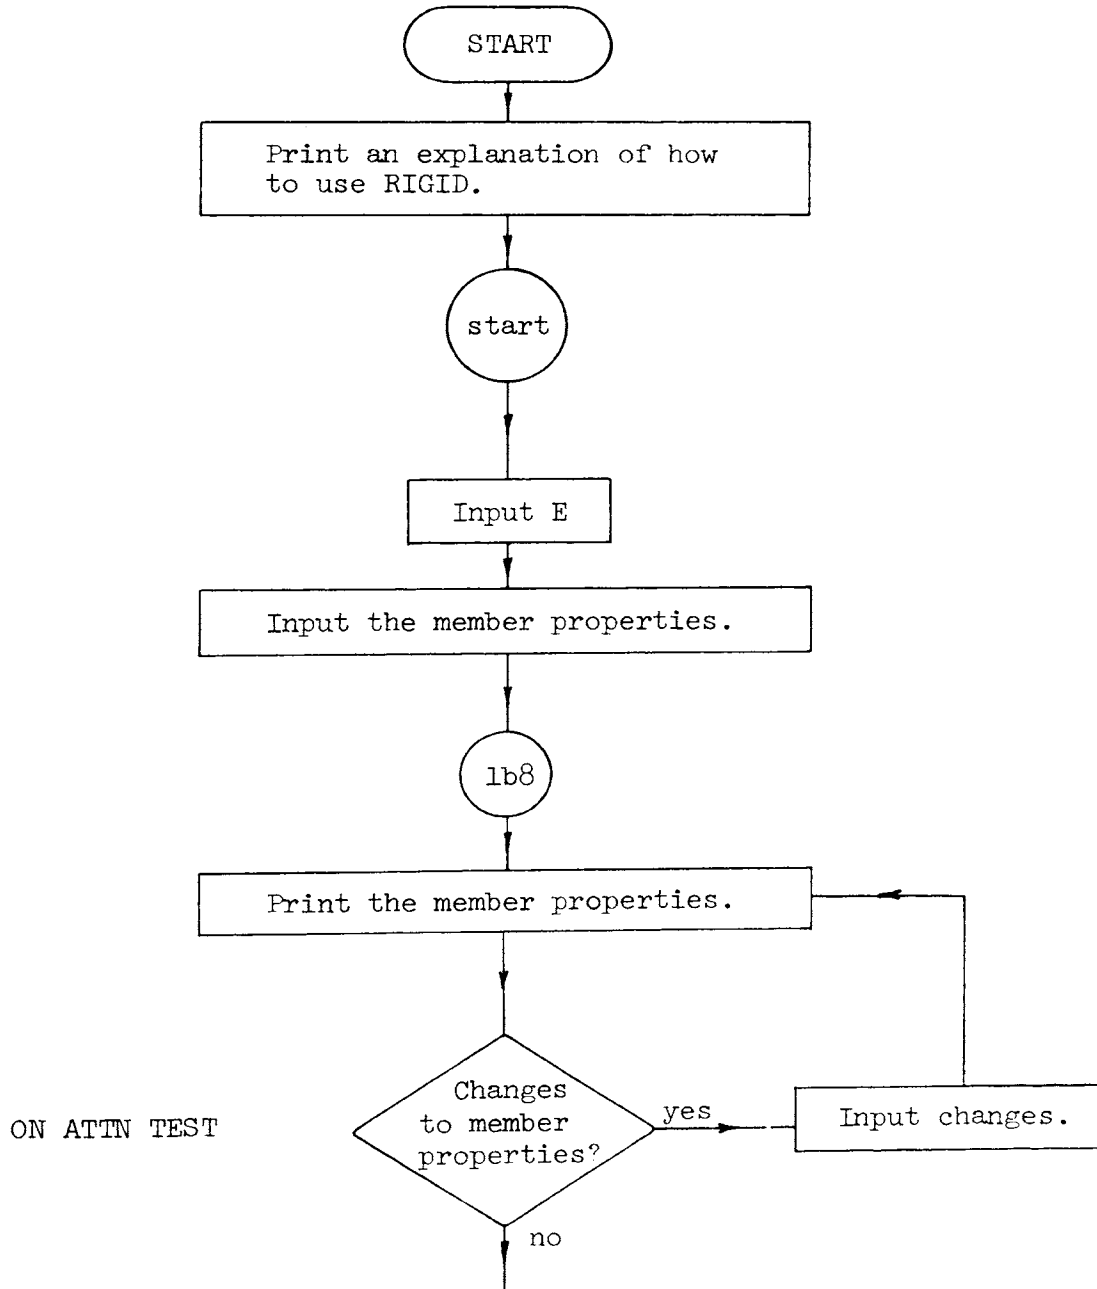 START
Print an explanation of how
to use RIGID.
start
Input E
Input the member properties.
lb8
Print the member properties.
Changes
to member
properties?
yes
Input changes.
ON ATTN TEST
no